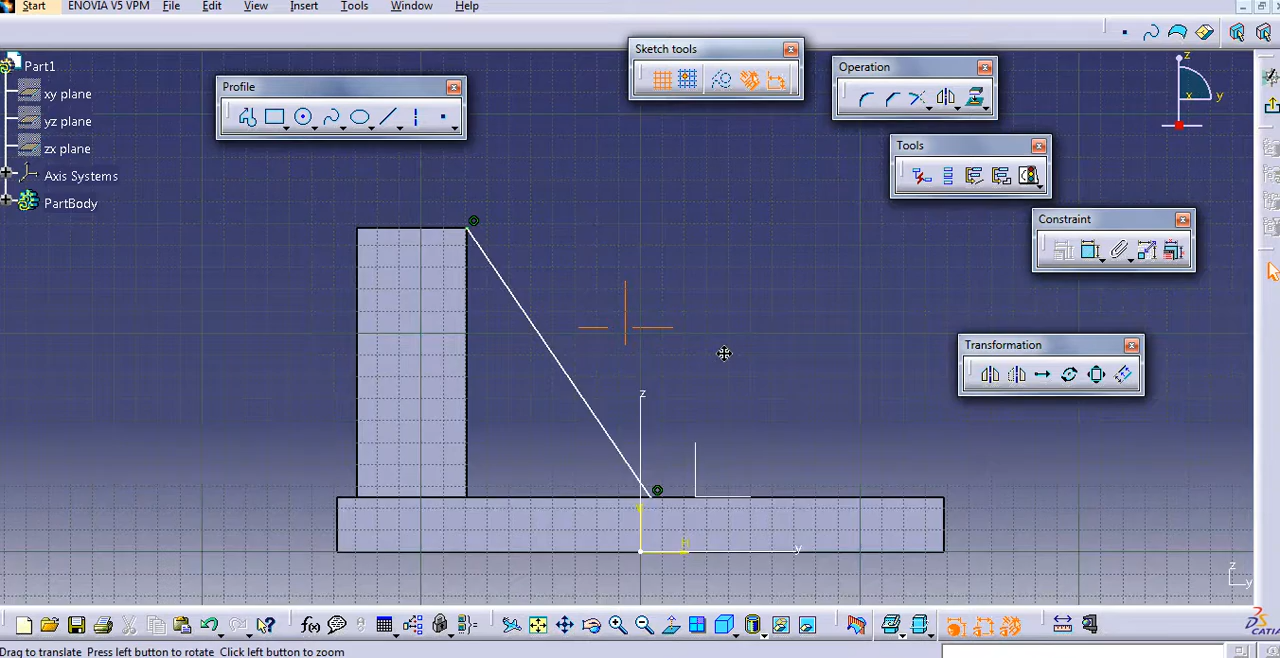 Start ENOVIA V5 VPM File Edit View Insert Tools Window Help
Sketch tools
Operation
Part1
Profile
xy plane
yz plane
zx plane
Axis Systems
PartBody
Tools
Constraint
Transformation
z
x y
z
H
y
z
y
f(x)
DS
CATIA
Drag to translate Press left button to rotate Click left button to zoom